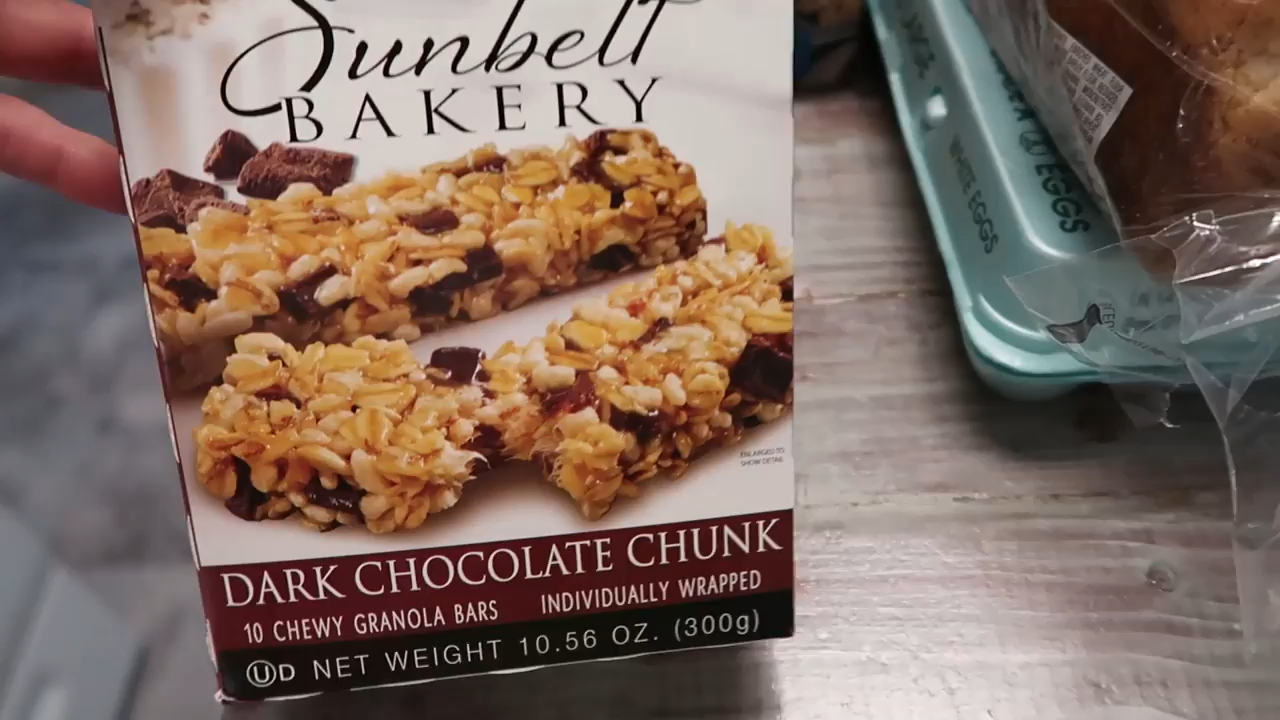 Sunbelt
BAKERY
ENLARGED TO
SHOW DETAIL
DARK CHOCOLATE CHUNK
10 CHEWY GRANOLA BARS INDIVIDUALLY WRAPPED
UD NET WEIGHT 10.56 OZ. (300g)
EGGS
WHITE EGGS